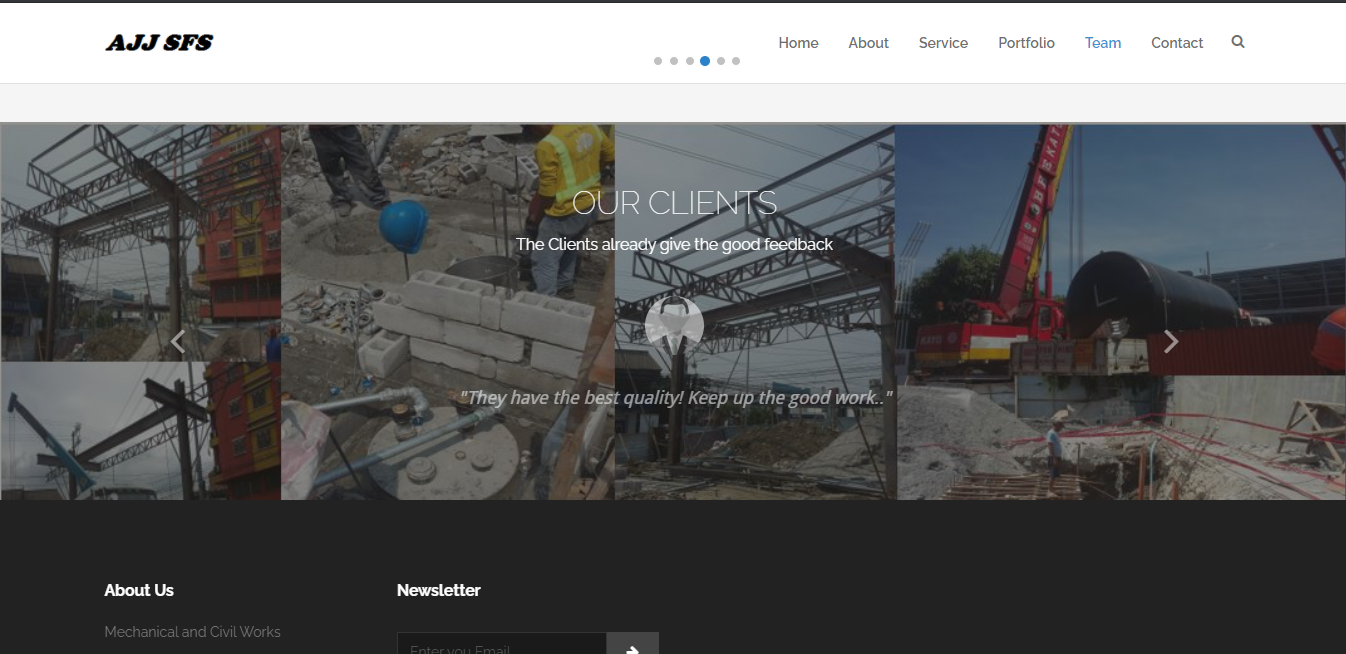 AJJ SFS
Home About Service Portfolio Team Contact
OUR CLIENTS
The Clients already give the good feedback
"They have the best quality! Keep up the good work.."
About Us
Newsletter
Mechanical and Civil Works
Enter you Email